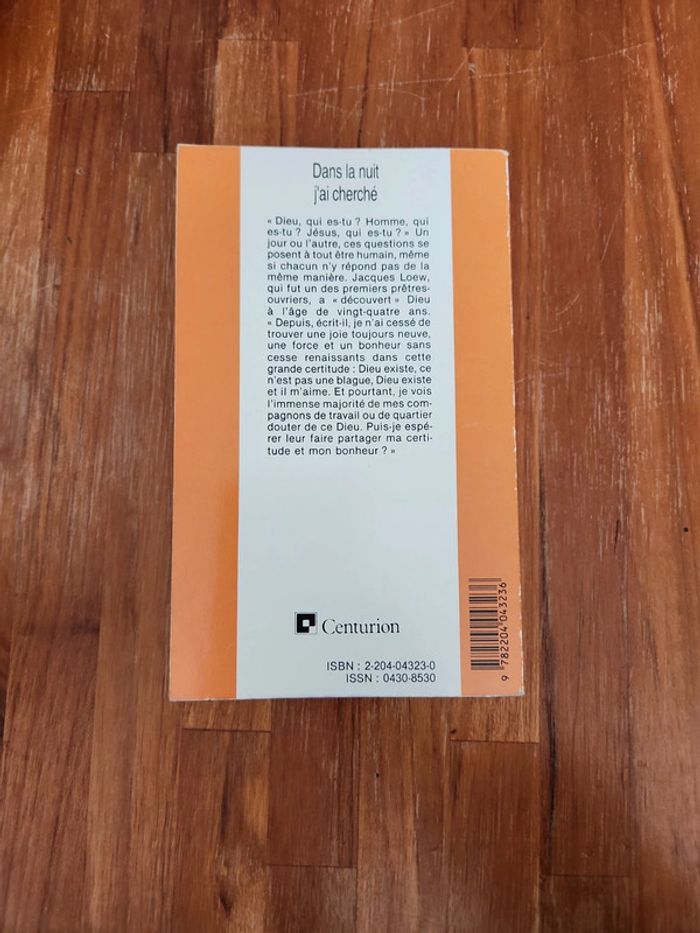 Dans la nuit
j'ai cherché
« Dieu, qui es-tu ? Homme, qui
es-tu ? Jésus, qui es-tu ? » Un
jour ou l'autre, ces questions se
posent à tout être humain, même
si chacun n'y répond pas de la
même manière. Jacques Loew,
qui fut un des premiers prêtres-
ouvriers, a « découvert » Dieu
à l'âge de vingt-quatre ans.
« Depuis, écrit-il, je n'ai cessé de
trouver une joie toujours neuve,
une force et un bonheur sans
cesse renaissants dans cette
grande certitude : Dieu existe, ce
n'est pas une blague, Dieu existe
et il m'aime. Et pourtant, je vois
l'immense majorité de mes com-
pagnons de travail ou de quartier
douter de ce Dieu. Puis-je espé-
rer leur faire partager ma certi-
tude et mon bonheur ? »
Centurion
ISBN : 2-204-04323-0
ISSN : 0430-8530
9 782204 043236